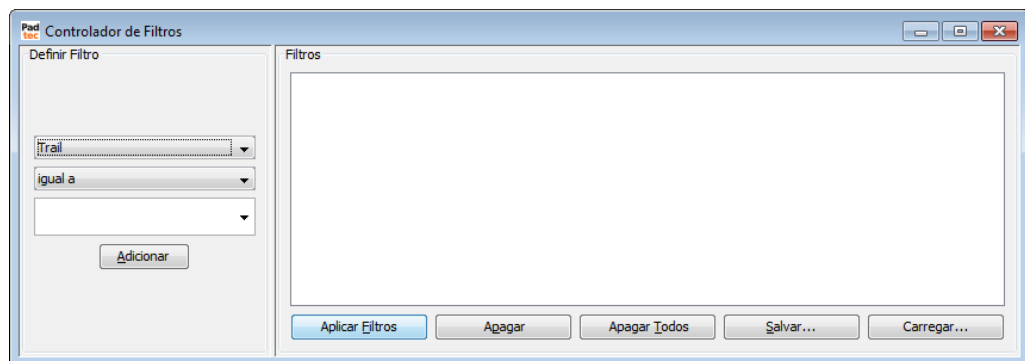 Pad
tec
Controlador de Filtros
Definir Filtro
Trail
igual a
Adicionar
Filtros
Aplicar Filtros
Apagar
Apagar Todos
Salvar...
Carregar...